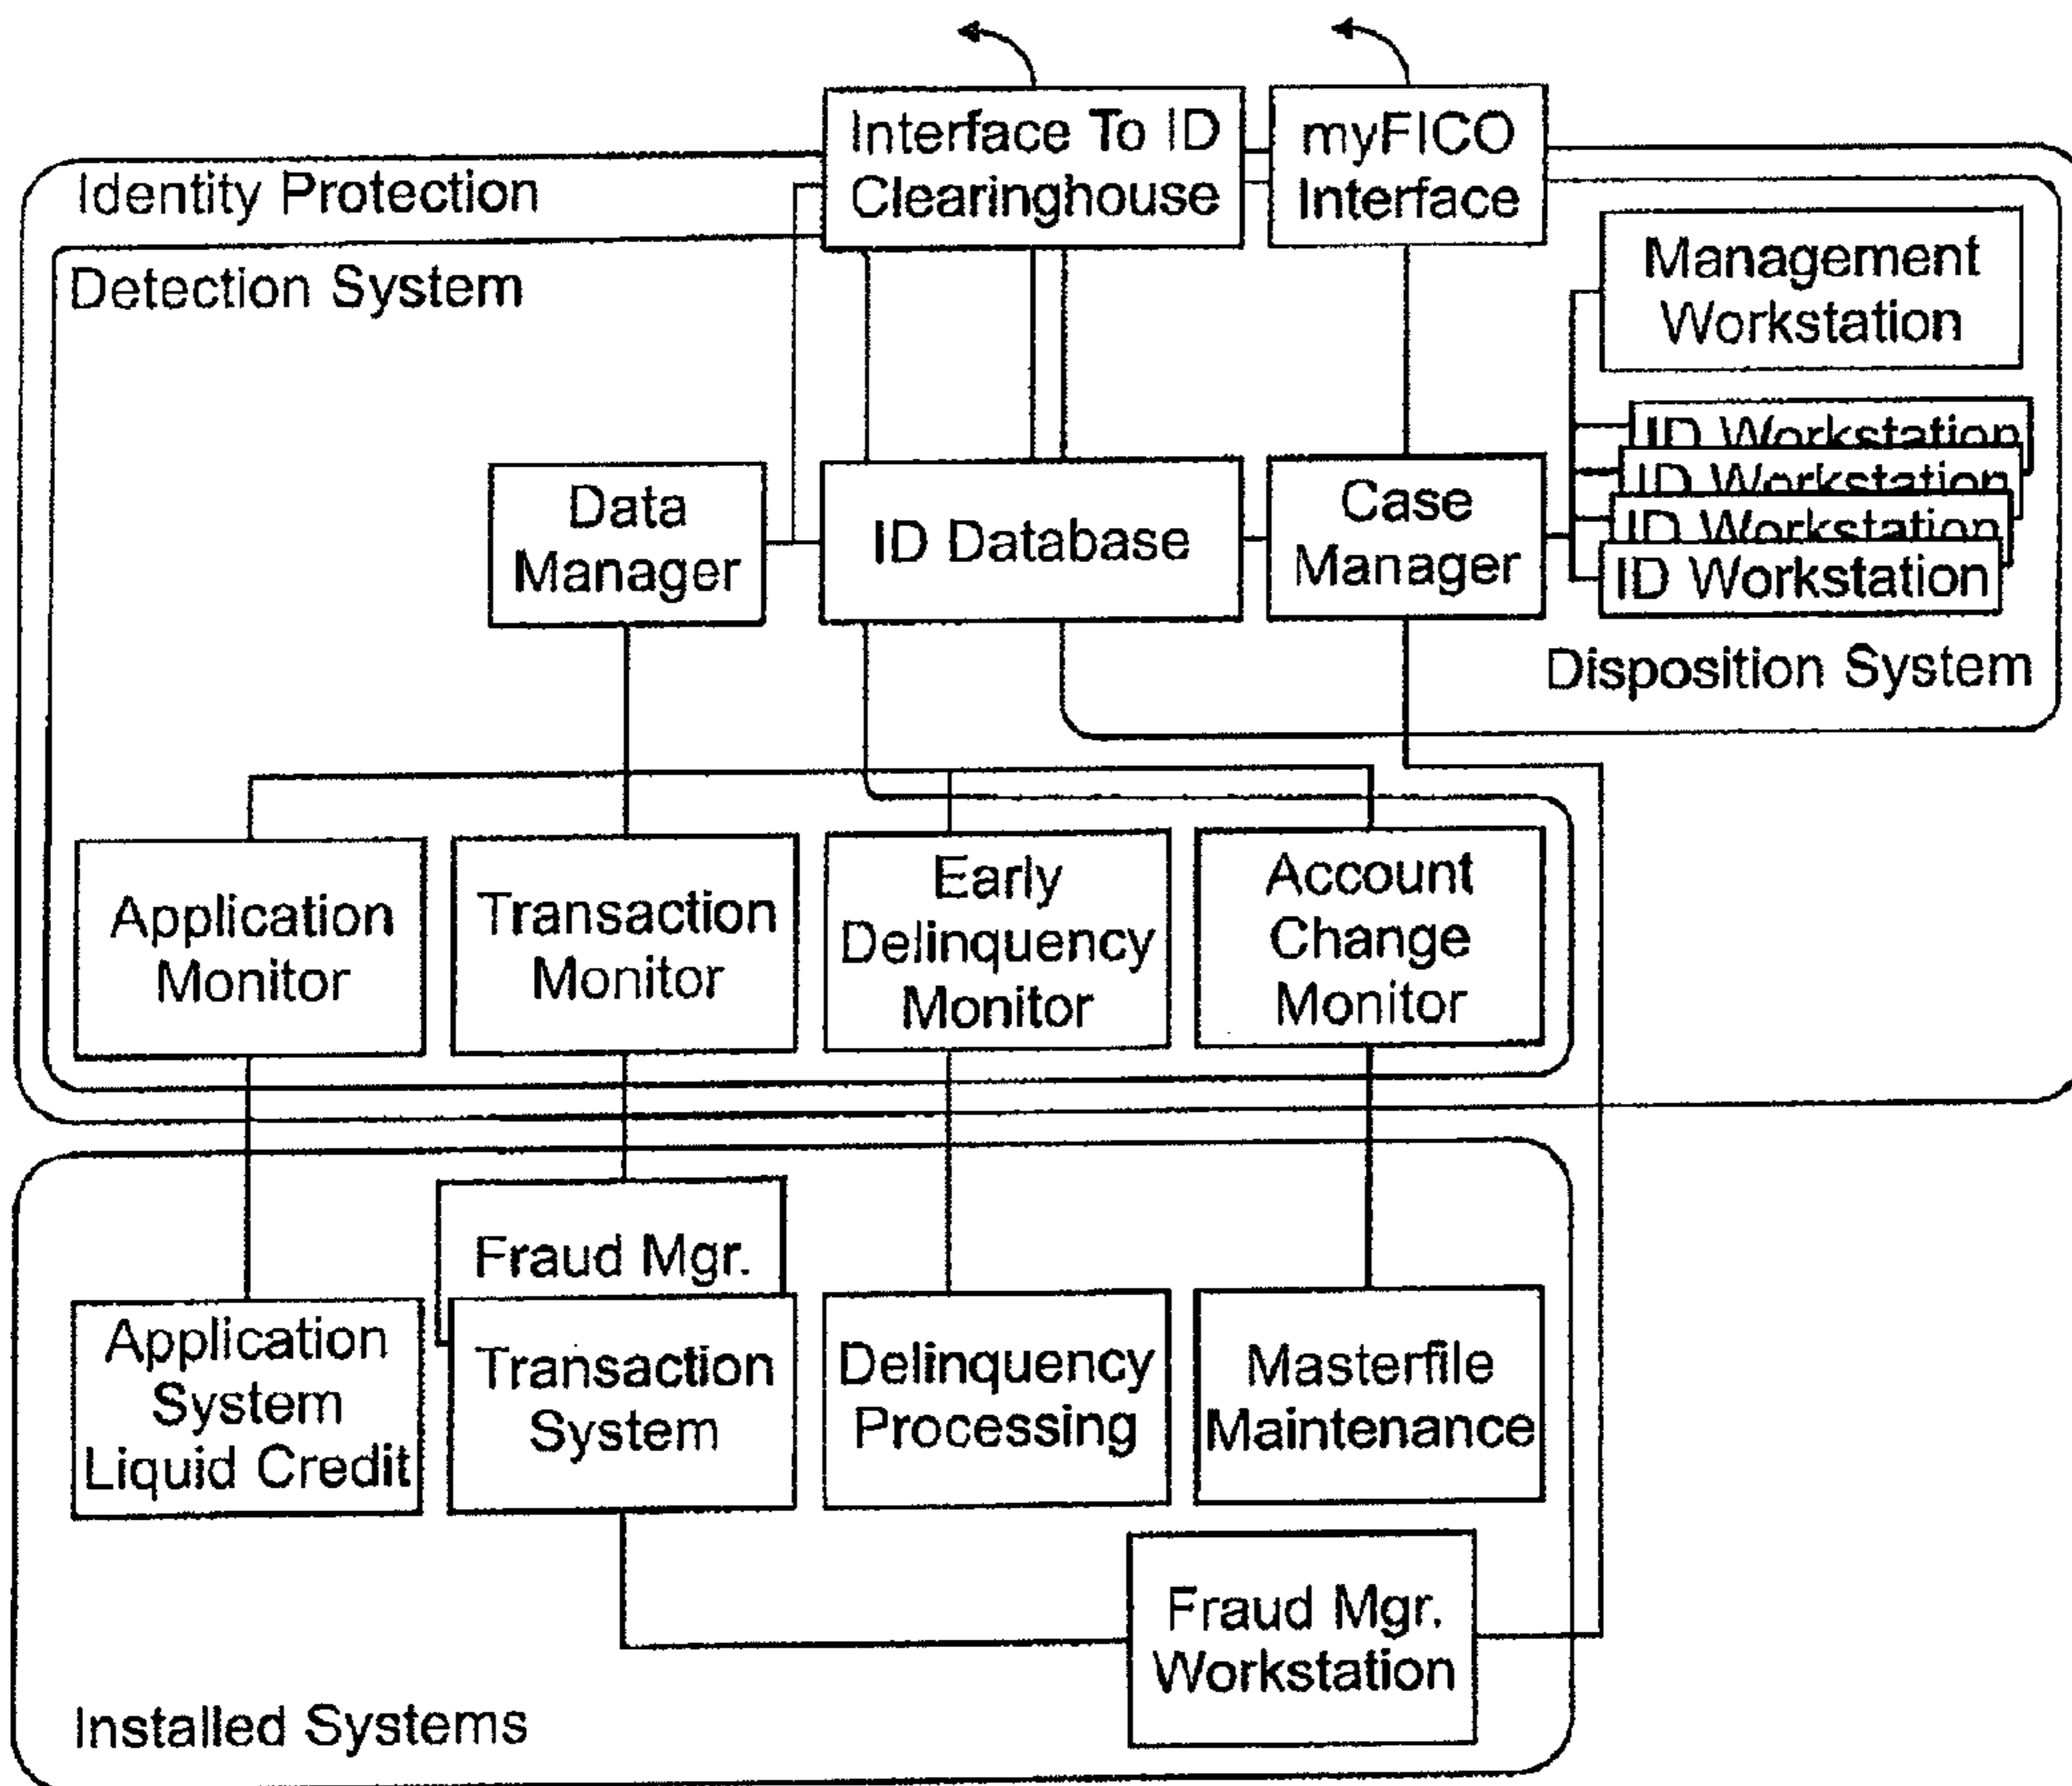 Interface To ID
Clearinghouse
myFICO
Interface
Identity Protection
Detection System
Management
Workstation
ID Workstation
ID Workstation
ID Workstation
ID Workstation
Data
Manager
ID Database
Case
Manager
Disposition System
Application
Monitor
Transaction
Monitor
Early
Delinquency
Monitor
Account
Change
Monitor
Fraud Mgr.
Application
System
Liquid Credit
Transaction
System
Delinquency
Processing
Masterfile
Maintenance
Fraud Mgr.
Workstation
Installed Systems